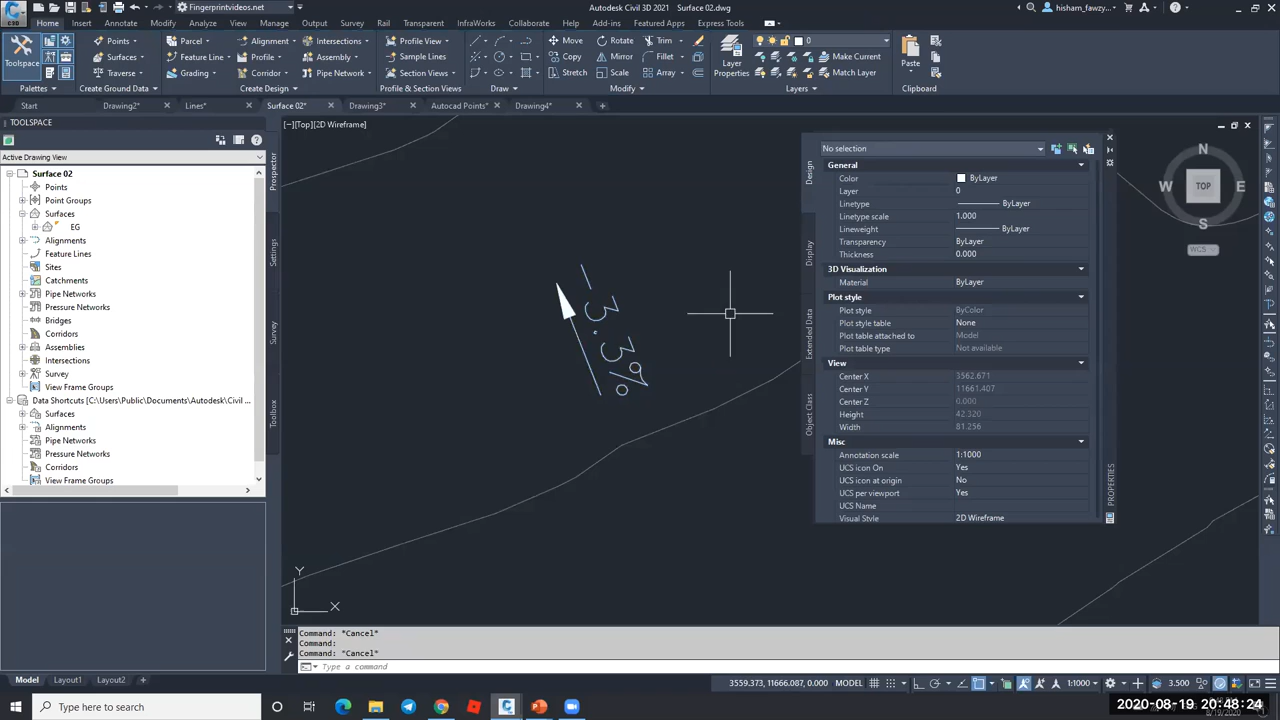 Fingerprintvideos.net
Autodesk Civil 3D 2021 Surface 02.dwg
hisham_fawzy...
Home Insert Annotate Modify Analyze View Manage Output Survey Rail Transparent InfraWorks Collaborate Help Add-ins Featured Apps Express Tools
Toolspace
Points
Surfaces
Traverse
Parcel
Feature Line
Grading
Alignment
Profile
Corridor
Intersections
Assembly
Pipe Network
Profile View
Sample Lines
Section Views
Move
Copy
Stretch
Rotate
Mirror
Scale
Trim
Fillet
Array
Layer
Properties
0
Make Current
Match Layer
Paste
Palettes Create Ground Data Create Design Profile & Section Views Draw Modify Layers Clipboard
Start Drawing2* Lines* Surface 02* Drawing3* Autocad Points* Drawing4*
TOOLSPACE
Active Drawing View
Surface 02
Points
Point Groups
Surfaces
EG
Alignments
Feature Lines
Sites
Catchments
Pipe Networks
Pressure Networks
Bridges
Corridors
Assemblies
Intersections
Survey
View Frame Groups
Data Shortcuts [C:\Users\Public\Documents\Autodesk\Civil ...
Surfaces
Alignments
Pipe Networks
Pressure Networks
Corridors
View Frame Groups
Prospector
Settings
Survey
Toolbox
[−][Top][2D Wireframe]
-3.3%
Y
X
No selection
General
Color ByLayer
Layer 0
Linetype ByLayer
Linetype scale 1.000
Lineweight ByLayer
Transparency ByLayer
Thickness 0.000
3D Visualization
Material ByLayer
Plot style
Plot style ByColor
Plot style table None
Plot table attached to Model
Plot table type Not available
View
Center X 3562.671
Center Y 11661.407
Center Z 0.000
Height 42.320
Width 81.256
Misc
Annotation scale 1:1000
UCS icon On Yes
UCS icon at origin No
UCS per viewport Yes
UCS Name
Visual Style 2D Wireframe
Design
Display
Extended Data
Object Class
PROPERTIES
N
W TOP E
S
WCS
Command: *Cancel*
Command:
Command: *Cancel*
Type a command
Model Layout1 Layout2
3559.373, 11666.087, 0.000 MODEL 1:1000 3.500
Type here to search
2020-08-19 20:48:24